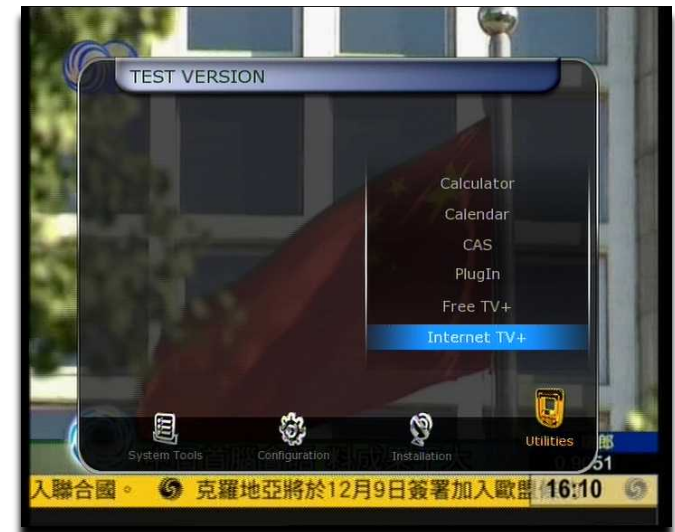 TEST VERSION
Calculator
Calendar
CAS
PlugIn
Free TV+
Internet TV+
System Tools
Configuration
Installation
Utilities
51
入聯合國。
克羅地亞將於12月9日簽署加入歐盟
16:10